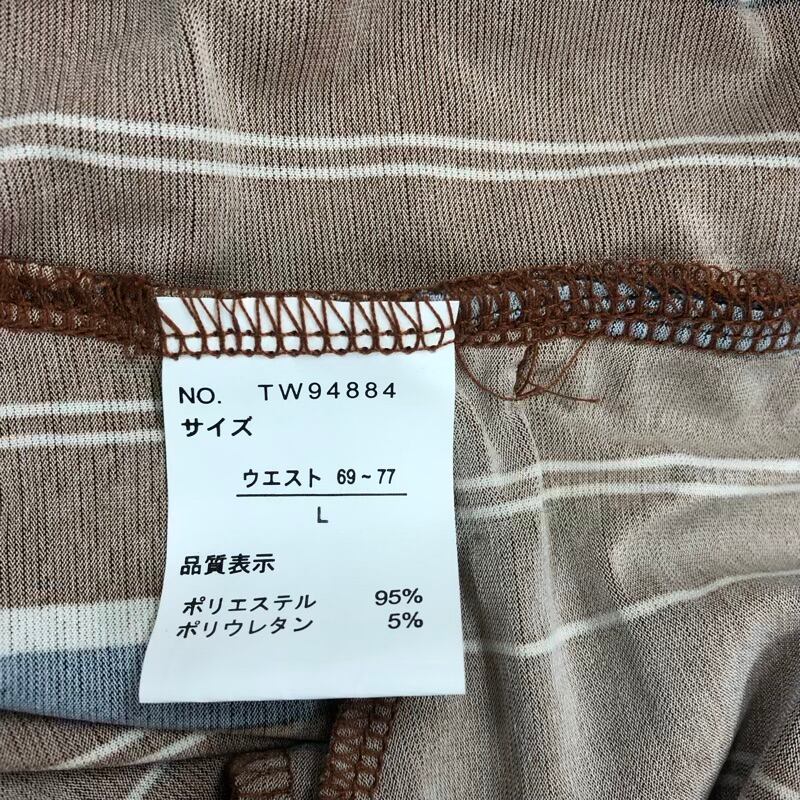 NO. TW94884
サイズ
ウエスト 69~77
L
品質表示
ポリエステル 95%
ポリウレタン 5%